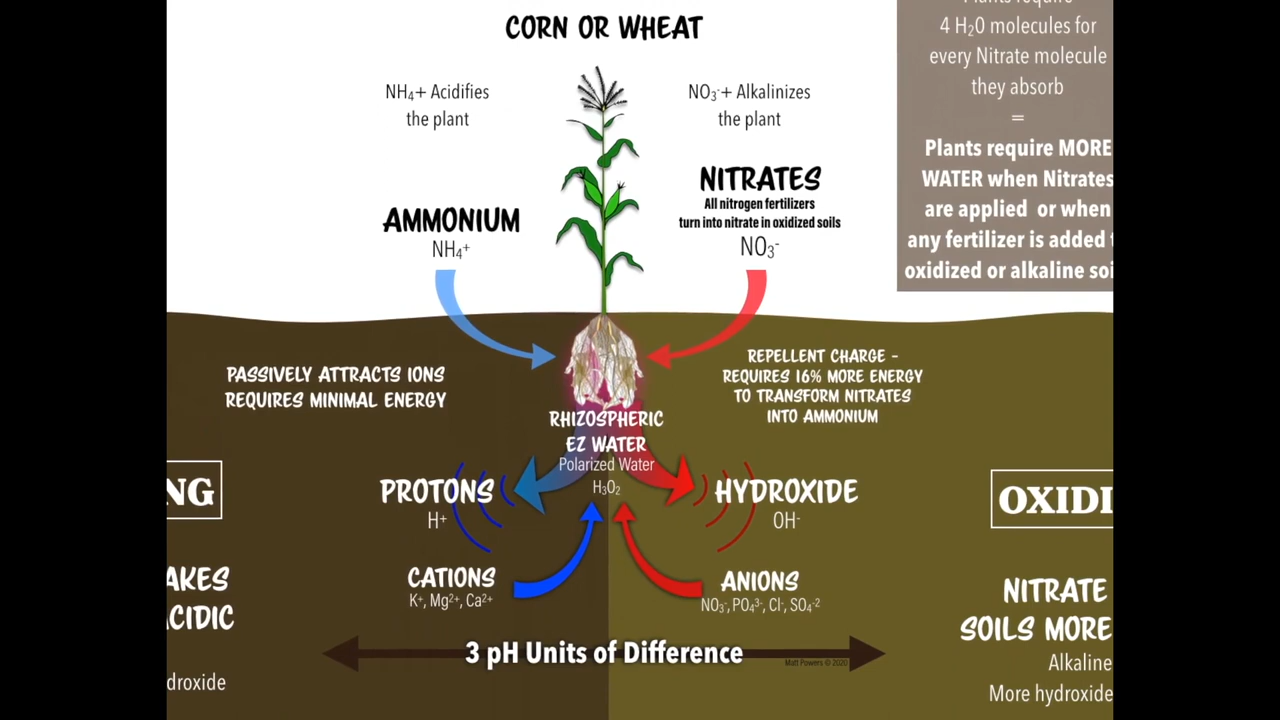 CORN OR WHEAT
NH₄+ Acidifies
the plant
NO₃⁻+ Alkalinizes
the plant
4 H₂0 molecules for
every Nitrate molecule
they absorb
=
Plants require MORE
WATER when Nitrates
are applied or when
any fertilizer is added
oxidized or alkaline
AMMONIUM
NH₄⁺
NITRATES
All nitrogen fertilizers
turn into nitrate in oxidized soils
NO₃⁻
PASSIVELY ATTRACTS IONS
REQUIRES MINIMAL ENERGY
REPELLENT CHARGE -
REQUIRES 16% MORE ENERGY
TO TRANSFORM NITRATES
INTO AMMONIUM
RHIZOSPHERIC
EZ WATER
Polarized Water
H₃O₂
NG
PROTONS
H⁺
HYDROXIDE
OH⁻
OXIDI
CATIONS
K⁺, Mg²⁺, Ca²⁺
ANIONS
NO₃⁻, PO₄³⁻, Cl⁻, SO₄⁻²
AKES
CIDIC
droxide
NITRATE
SOILS MORE
Alkaline
More hydroxide
3 pH Units of Difference
Matt Powers © 2020